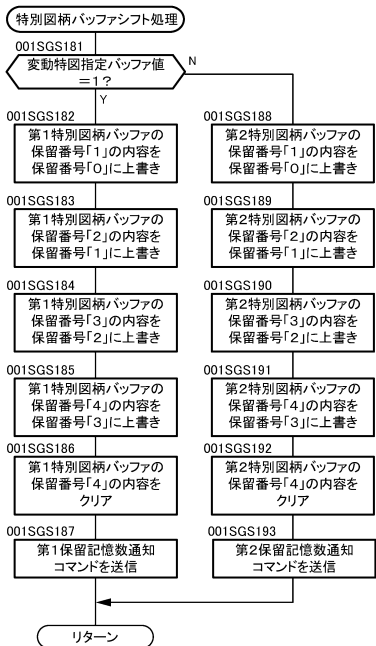 特別図柄バッファシフト処理
001SGS181
変動特図指定バッファ値
=1?
N
Y
001SGS182
第1特別図柄バッファの
保留番号「1」の内容を
保留番号「0」に上書き
001SGS183
第1特別図柄バッファの
保留番号「2」の内容を
保留番号「1」に上書き
001SGS184
第1特別図柄バッファの
保留番号「3」の内容を
保留番号「2」に上書き
001SGS185
第1特別図柄バッファの
保留番号「4」の内容を
保留番号「3」に上書き
001SGS186
第1特別図柄バッファの
保留番号「4」の内容を
クリア
001SGS187
第1保留記憶数通知
コマンドを送信
001SGS188
第2特別図柄バッファの
保留番号「1」の内容を
保留番号「0」に上書き
001SGS189
第2特別図柄バッファの
保留番号「2」の内容を
保留番号「1」に上書き
001SGS190
第2特別図柄バッファの
保留番号「3」の内容を
保留番号「2」に上書き
001SGS191
第2特別図柄バッファの
保留番号「4」の内容を
保留番号「3」に上書き
001SGS192
第2特別図柄バッファの
保留番号「4」の内容を
クリア
001SGS193
第2保留記憶数通知
コマンドを送信
リターン